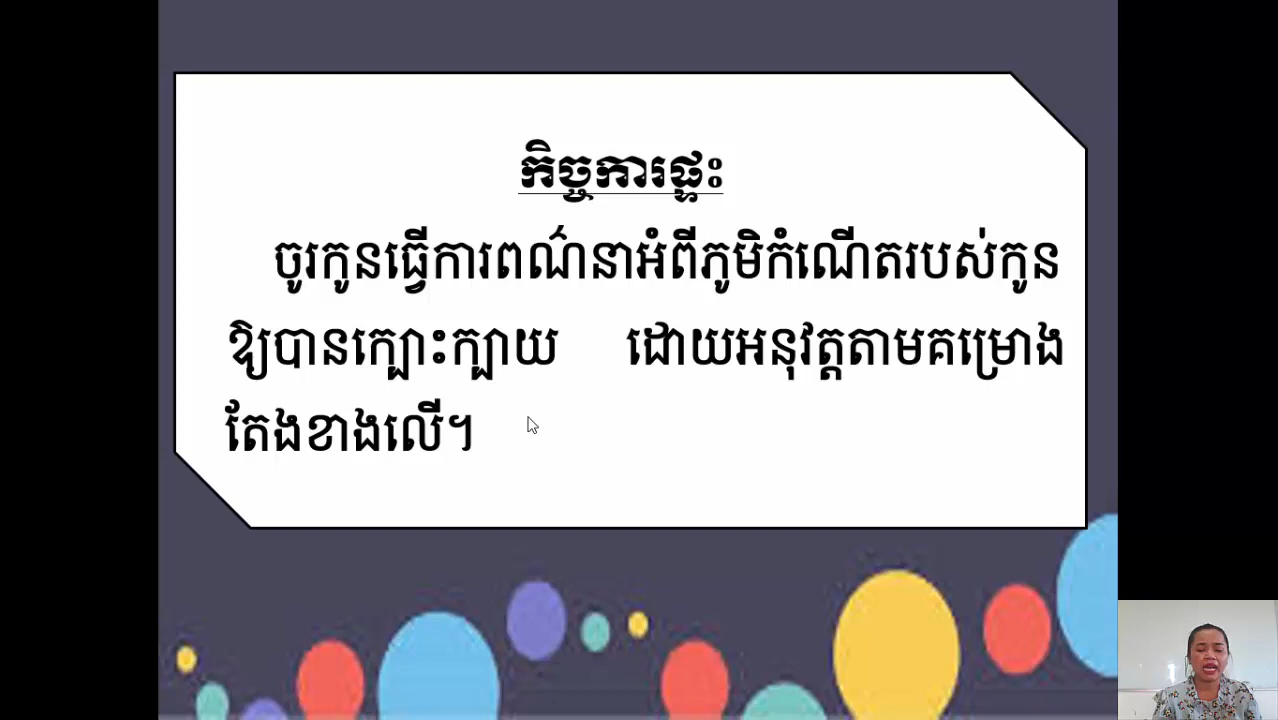 កិច្ចការផ្ទះ
ចូរកូនធ្វើការពណ៌នាអំពីភូមិកំណើតរបស់កូន
ឱ្យបានក្បោះក្បាយ ដោយអនុវត្តតាមគម្រោង
តែងខាងលើ។